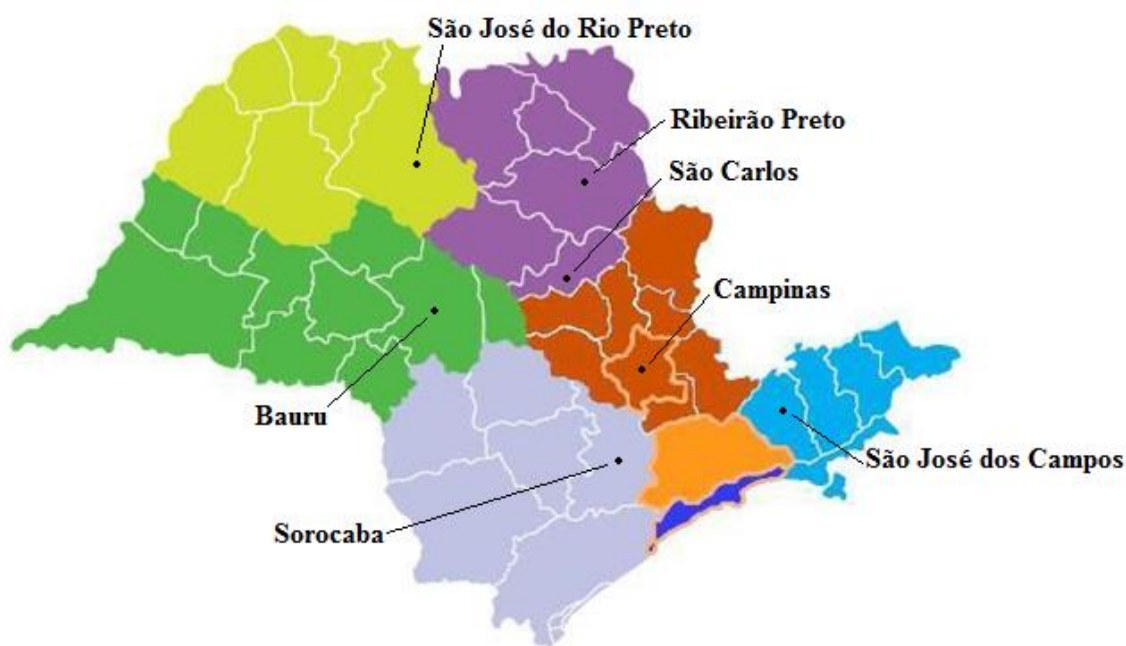 São José do Rio Preto
Ribeirão Preto
São Carlos
Campinas
Bauru
São José dos Campos
Sorocaba